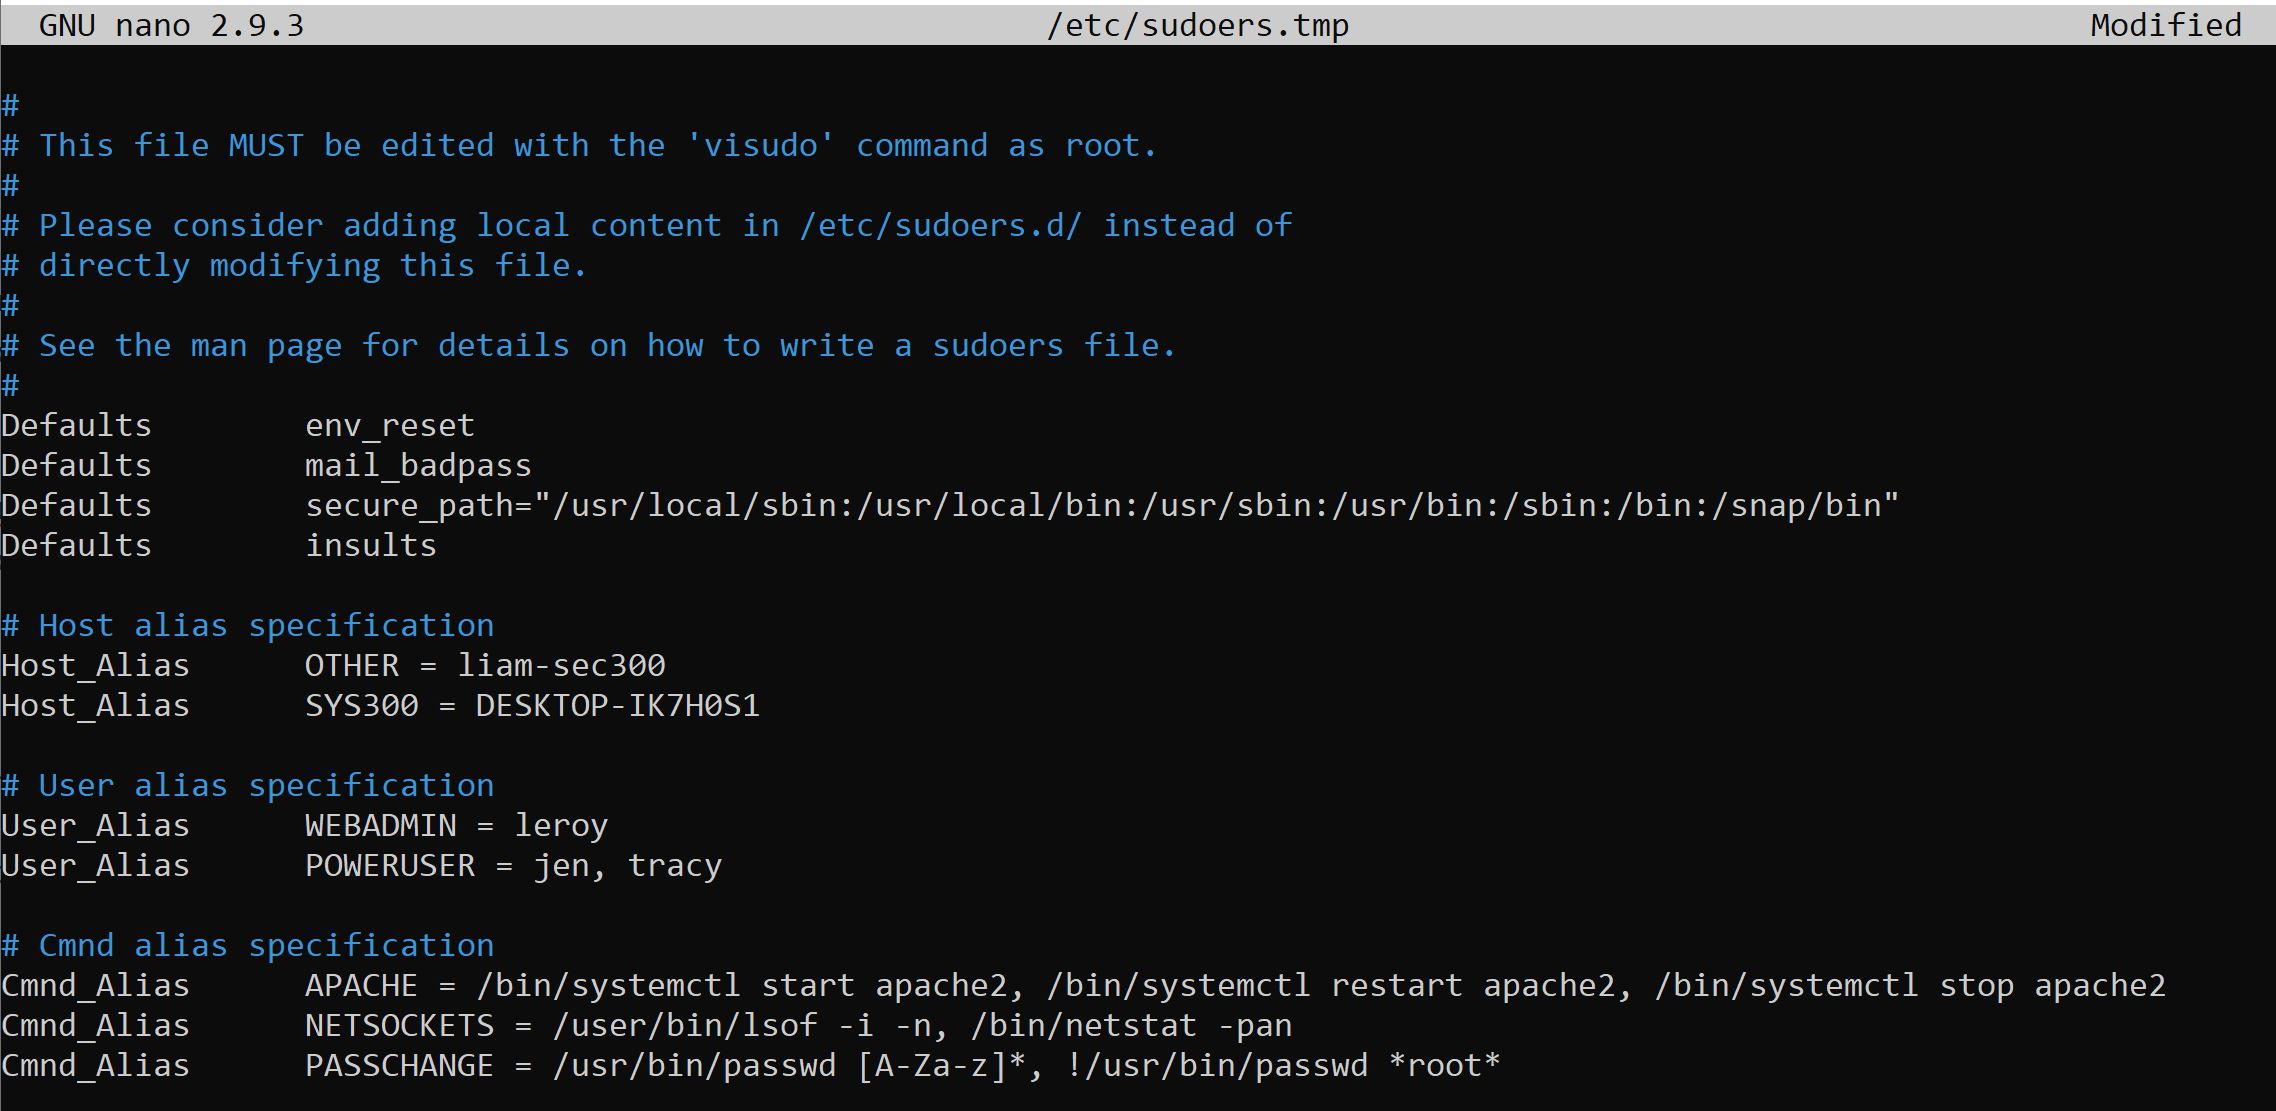 GNU nano 2.9.3 /etc/sudoers.tmp Modified
#
# This file MUST be edited with the 'visudo' command as root.
#
# Please consider adding local content in /etc/sudoers.d/ instead of
# directly modifying this file.
#
# See the man page for details on how to write a sudoers file.
#
Defaults        env_reset
Defaults        mail_badpass
Defaults        secure_path="/usr/local/sbin:/usr/local/bin:/usr/sbin:/usr/bin:/sbin:/bin:/snap/bin"
Defaults        insults
# Host alias specification
Host_Alias      OTHER = liam-sec300
Host_Alias      SYS300 = DESKTOP-IK7H0S1
# User alias specification
User_Alias      WEBADMIN = leroy
User_Alias      POWERUSER = jen, tracy
# Cmnd alias specification
Cmnd_Alias      APACHE = /bin/systemctl start apache2, /bin/systemctl restart apache2, /bin/systemctl stop apache2
Cmnd_Alias      NETSOCKETS = /user/bin/lsof -i -n, /bin/netstat -pan
Cmnd_Alias      PASSCHANGE = /usr/bin/passwd [A-Za-z]*, !/usr/bin/passwd *root*